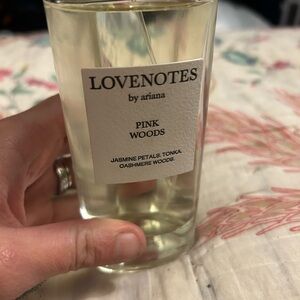 LOVENOTES
by ariana
PINK
WOODS
JASMINE PETALS. TONKA.
CASHMERE WOODS.